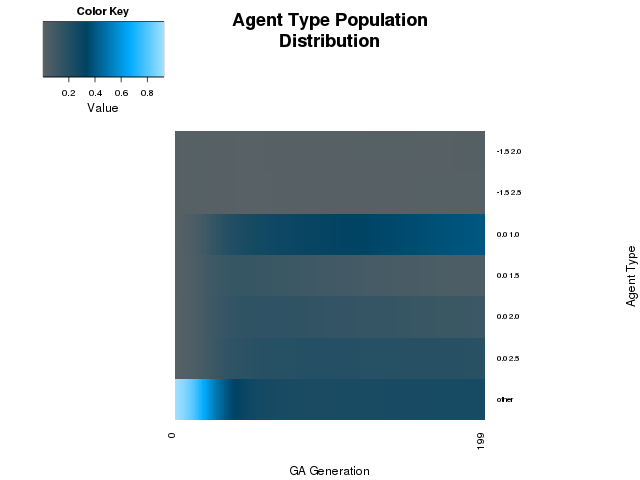 Color Key
Agent Type Population
Distribution
0.2 0.4 0.6 0.8
Value
-1.5 2.0
-1.5 2.5
0.0 1.0
0.0 1.5
0.0 2.0
0.0 2.5
other
Agent Type
0
199
GA Generation